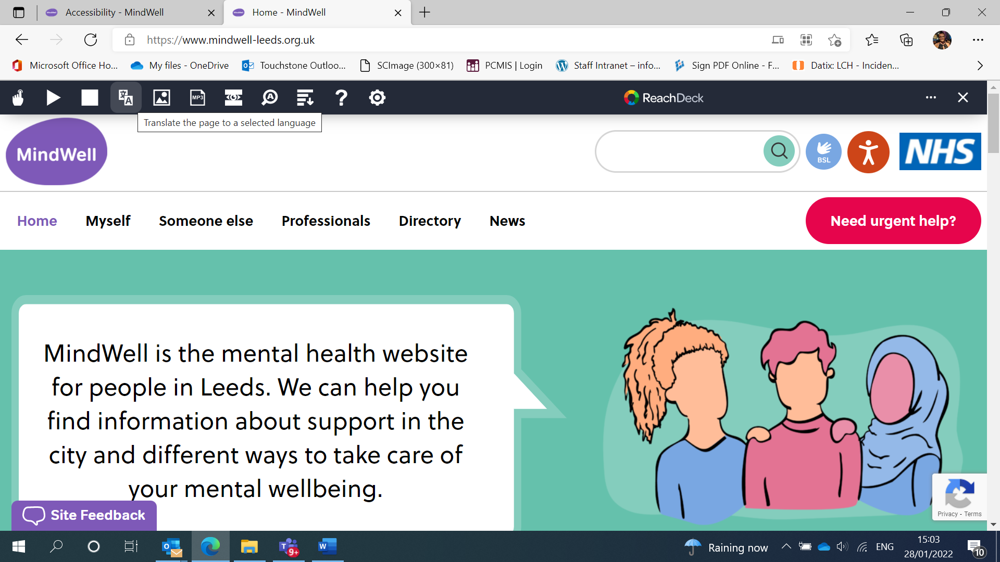 Accessibility - MindWell
Home - MindWell
https://www.mindwell-leeds.org.uk
Microsoft Office Ho...
My files - OneDrive
Touchstone Outloo...
SCImage (300×81)
PCMIS | Login
Staff Intranet – info...
Sign PDF Online - F...
Datix: LCH - Inciden...
MP3
ReachDeck
Translate the page to a selected language
MindWell
BSL
NHS
Home
Myself
Someone else
Professionals
Directory
News
Need urgent help?
MindWell is the mental health website
for people in Leeds. We can help you
find information about support in the
city and different ways to take care of
your mental wellbeing.
Site Feedback
Privacy - Terms
9+
Raining now
ENG
15:03
28/01/2022
10